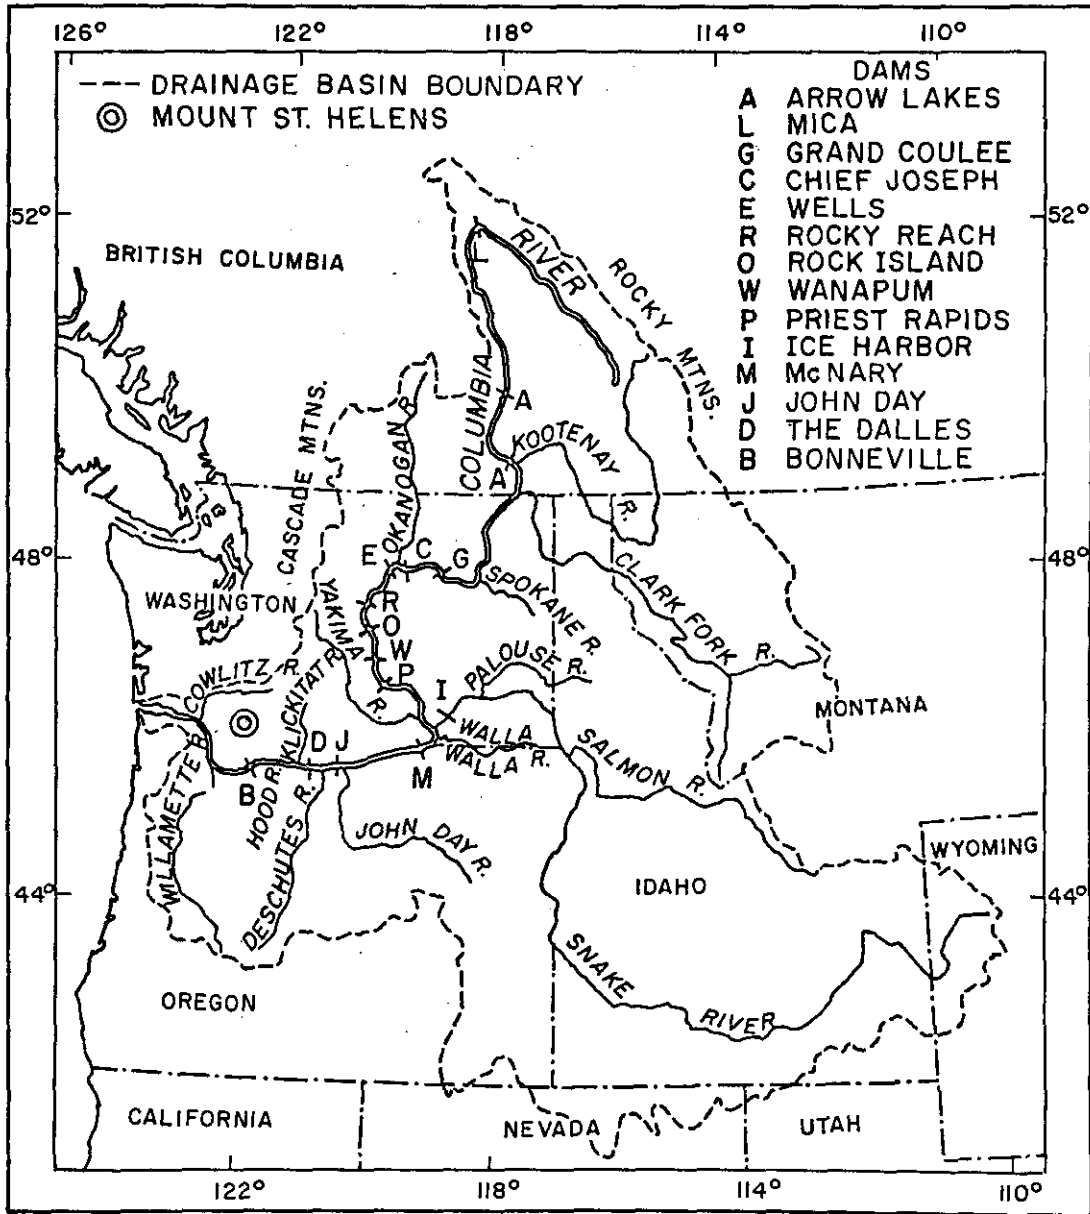 126° 122° 118° 114° 110°
--- DRAINAGE BASIN BOUNDARY
MOUNT ST. HELENS
DAMS
A ARROW LAKES
L MICA
G GRAND COULEE
C CHIEF JOSEPH
E WELLS
R ROCKY REACH
O ROCK ISLAND
W WANAPUM
P PRIEST RAPIDS
I ICE HARBOR
M McNARY
J JOHN DAY
D THE DALLES
B BONNEVILLE
52° 52°
BRITISH COLUMBIA
L
RIVER
ROCKY MTNS.
COLUMBIA
A
CASCADE MTNS.
OKANOGAN R.
KOOTENAY R.
A
48° 48°
E C G
SPOKANE R.
CLARK FORK R.
WASHINGTON
YAKIMA R.
R
O
W
P
I
PALOUSE R.
COWLITZ R.
KLICKITAT R.
WALLA WALLA R.
MONTANA
SALMON R.
D J
M
B
HOOD R.
WILLAMETTE R.
DESCHUTES R.
JOHN DAY R.
WYOMING
IDAHO
44° 44°
SNAKE RIVER
OREGON
CALIFORNIA
NEVADA
UTAH
122° 118° 114° 110°